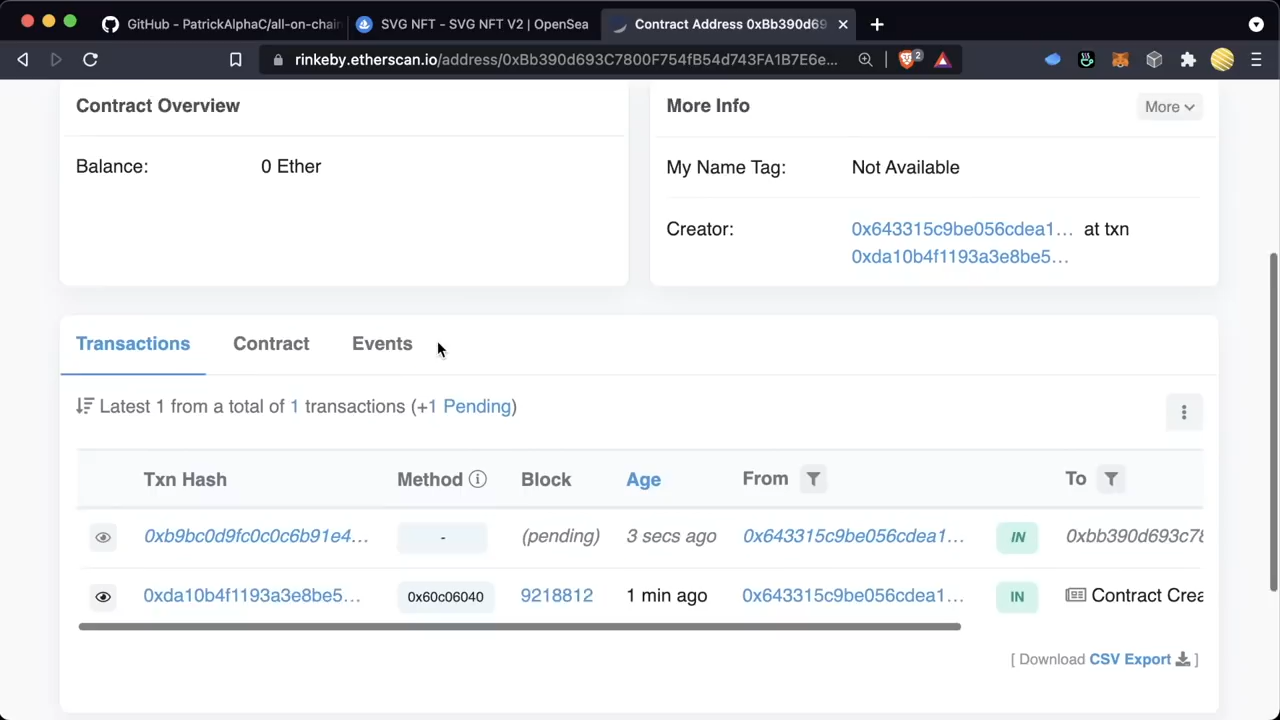 GitHub - PatrickAlphaC/all-on-chain
SVG NFT - SVG NFT V2 | OpenSea
Contract Address 0xBb390d69
rinkeby.etherscan.io/address/0xBb390d693C7800F754fB54d743FA1B7E6e...
2
Contract Overview
More Info
More
Balance:
0 Ether
My Name Tag:
Not Available
Creator:
0x643315c9be056cdea1... at txn
0xda10b4f1193a3e8be5...
Transactions
Contract
Events
Latest 1 from a total of 1 transactions (+1 Pending)
Txn Hash
Method
Block
Age
From
To
0xb9bc0d9fc0c0c6b91e4...
-
(pending)
3 secs ago
0x643315c9be056cdea1...
IN
0xbb390d693c78
0xda10b4f1193a3e8be5...
0x60c06040
9218812
1 min ago
0x643315c9be056cdea1...
IN
Contract Crea
[ Download CSV Export ]